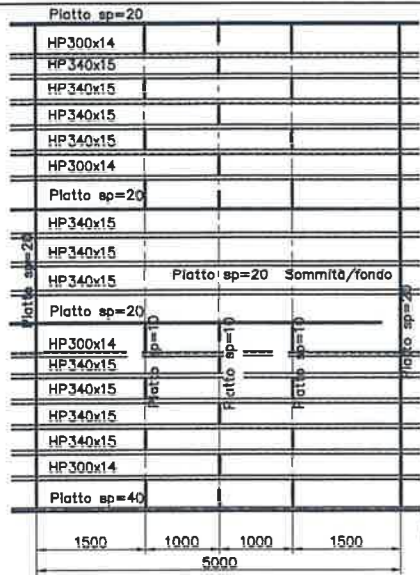 Piatto sp=20
HP300x14
HP340x15
HP340x15
HP340x15
HP340x15
HP300x14
Piatto sp=20
HP340x15
HP340x15
HP340x15
Piatto sp=20
Piatto sp=20 Sommità/fondo
Piatto sp=20
HP300x14
HP340x15
HP340x15
HP340x15
HP340x15
HP300x14
Piatto sp=40
Piatto sp=10
Piatto sp=10
Piatto sp=10
Piatto sp=20
1500 1000 1000 1500
5000